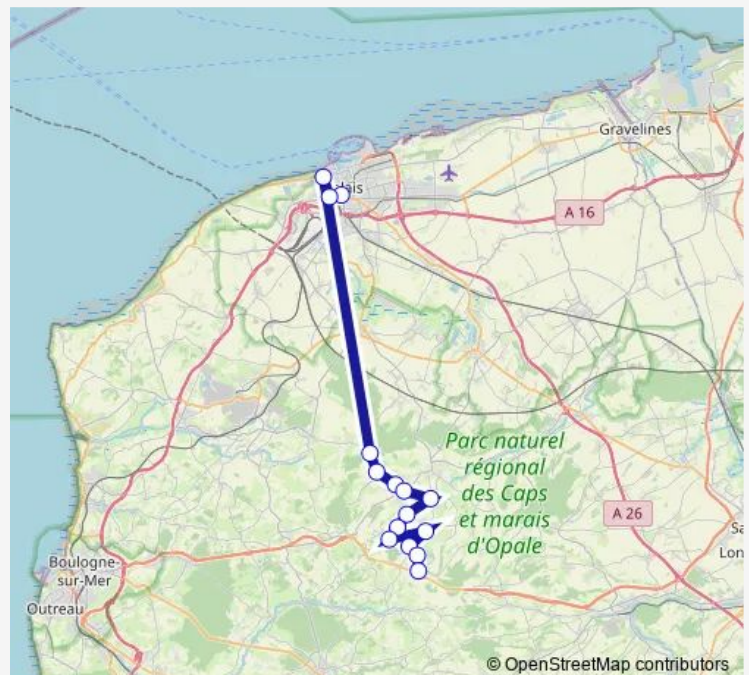 Gravelines
A 16
Parc naturel
régional
des Caps
et marais
d'Opale
A 26
Boulogne-
sur-Mer
Outreau
© OpenStreetMap contributors